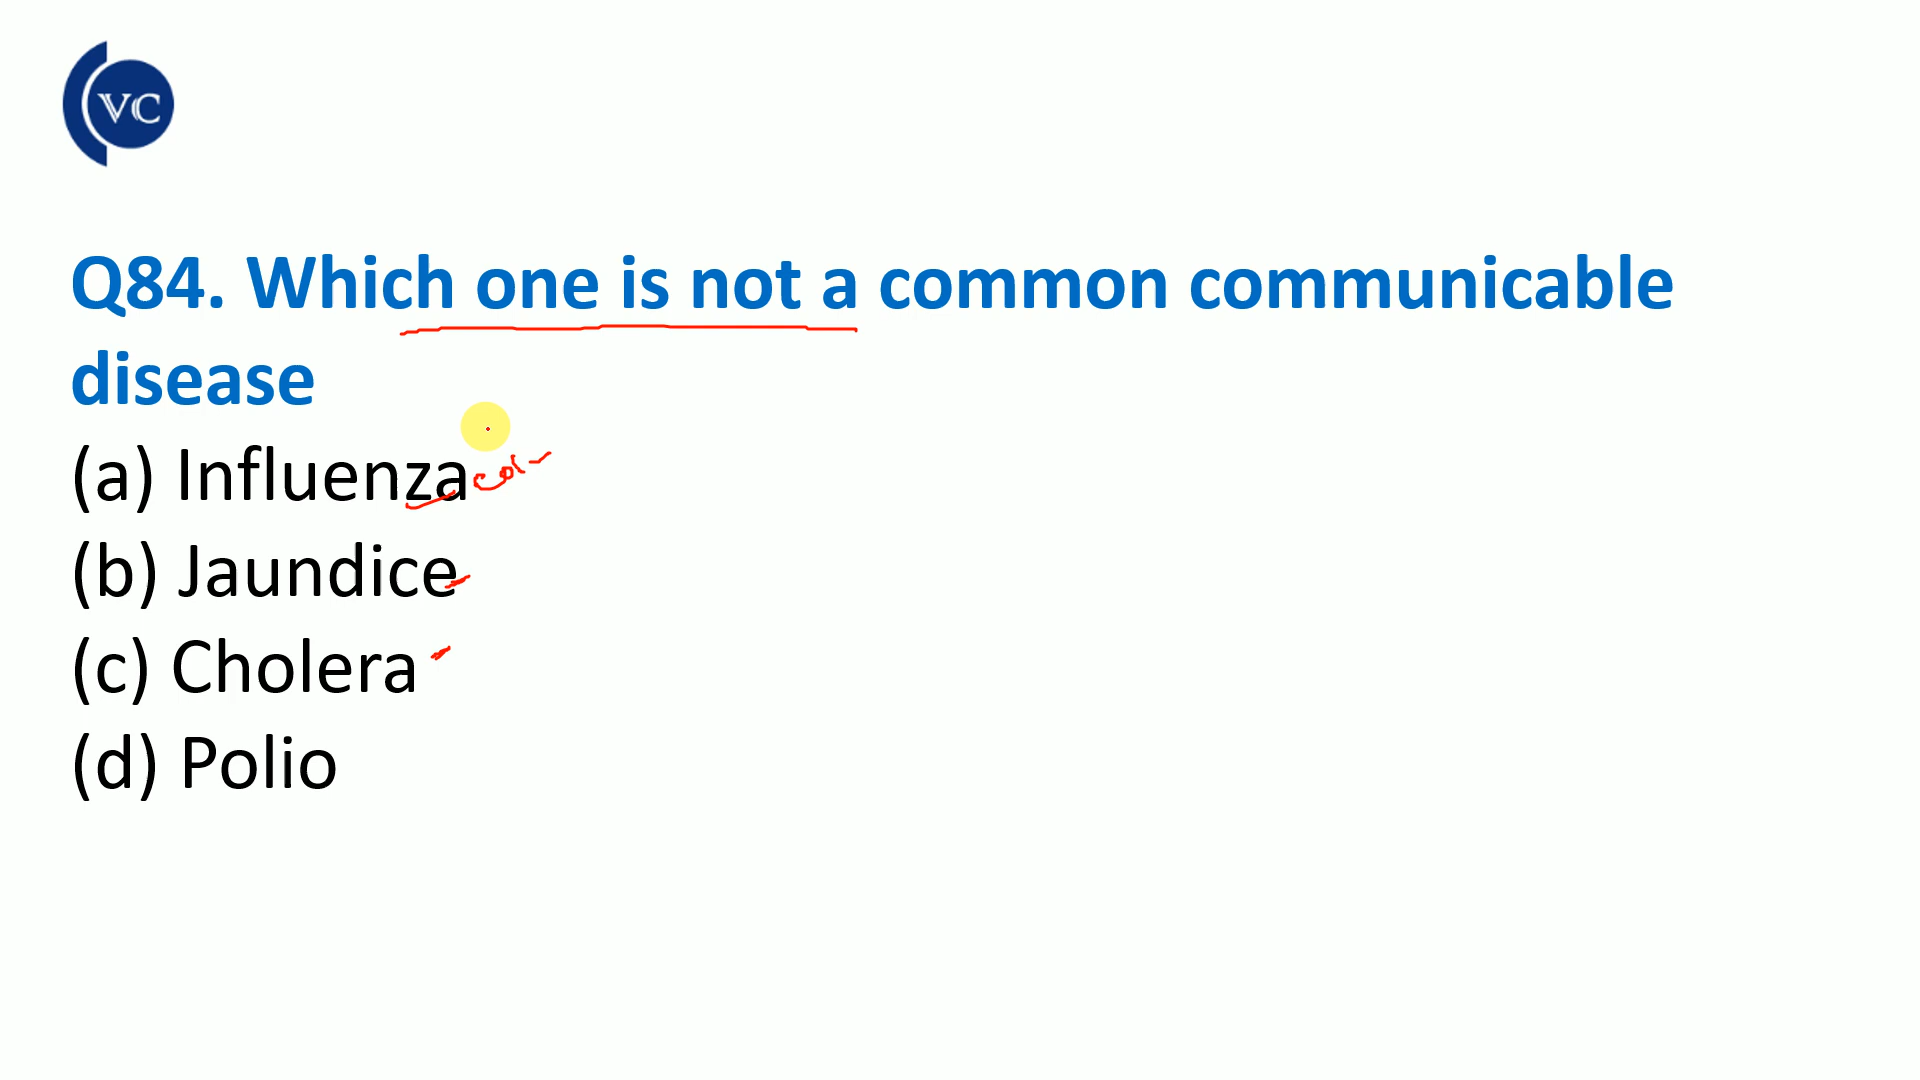 VC
Q84. Which one is not a common communicable
disease
(a) Influenza
(b) Jaundice
(c) Cholera
(d) Polio